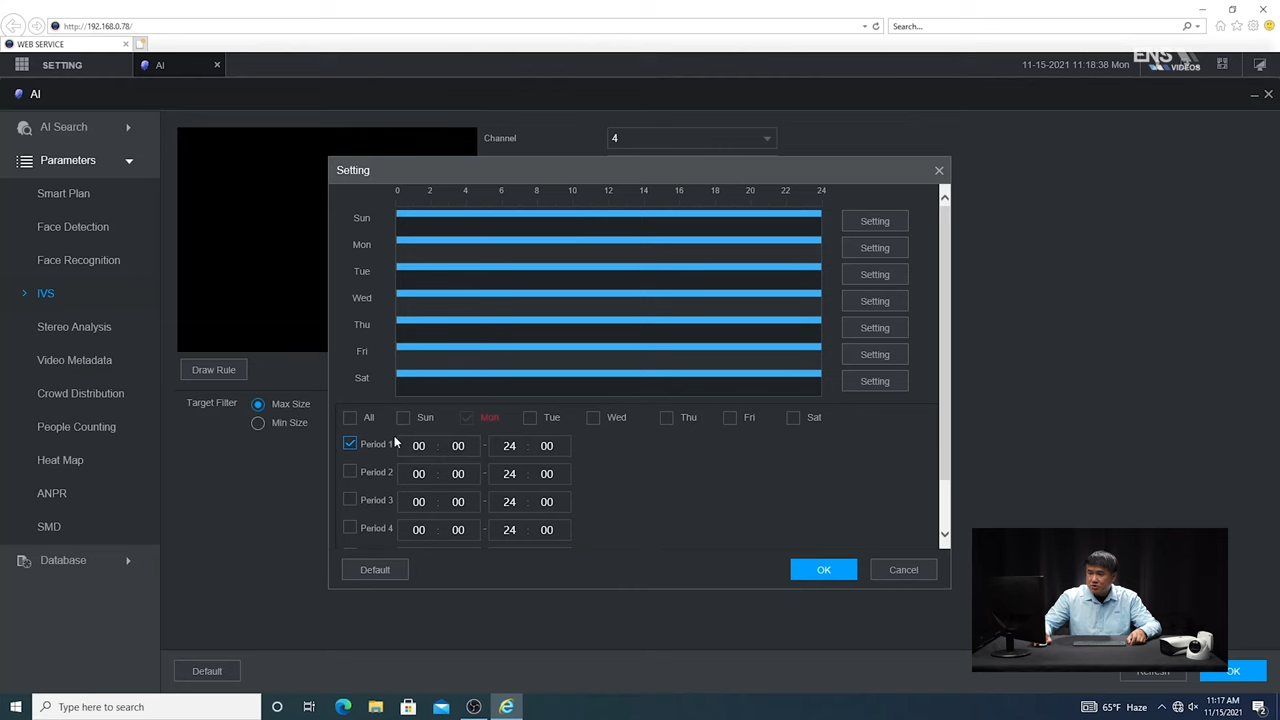 http://192.168.0.78/
Search...
WEB SERVICE
SETTING
AI
11-15-2021 11:18:38 Mon
ENS
VIDEOS
AI
AI Search
Parameters
Smart Plan
Face Detection
Face Recognition
IVS
Stereo Analysis
Video Metadata
Crowd Distribution
People Counting
Heat Map
ANPR
SMD
Database
Channel
4
Draw Rule
Target Filter
Max Size
Min Size
Setting
0 2 4 6 8 10 12 14 16 18 20 22 24
Sun Setting
Mon Setting
Tue Setting
Wed Setting
Thu Setting
Fri Setting
Sat Setting
All Sun Mon Tue Wed Thu Fri Sat
Period 1 00 : 00 - 24 : 00
Period 2 00 : 00 - 24 : 00
Period 3 00 : 00 - 24 : 00
Period 4 00 : 00 - 24 : 00
Default
OK
Cancel
Default
Refresh
OK
Type here to search
65°F Haze
11:17 AM
11/15/2021
2